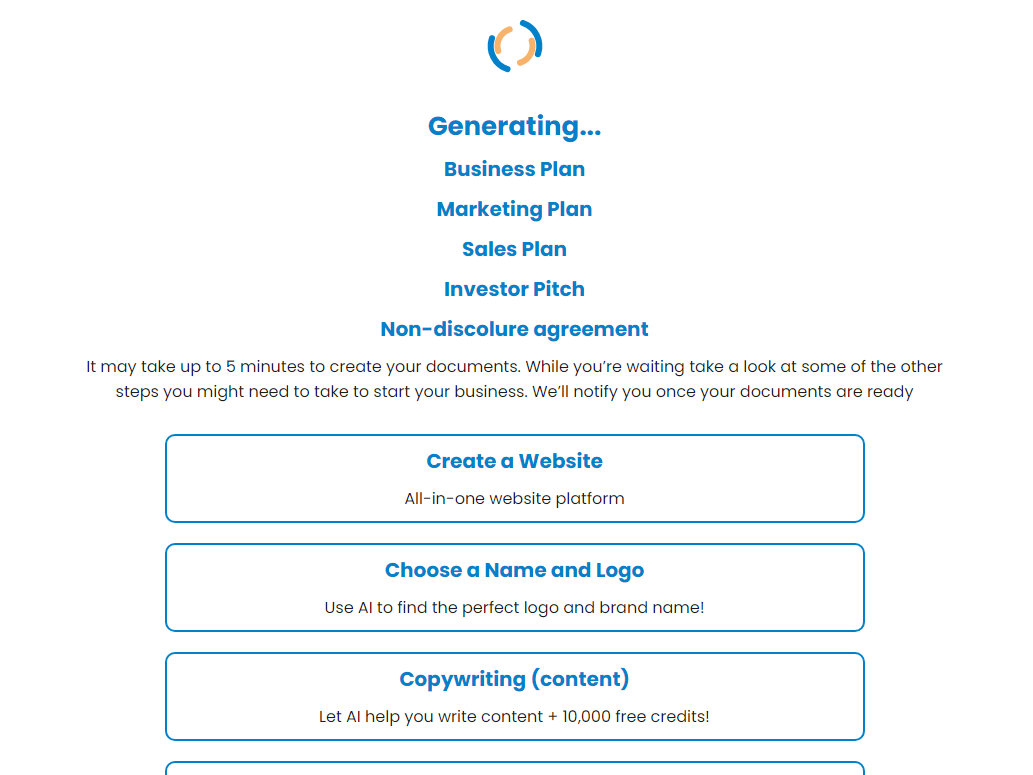 Generating...
Business Plan
Marketing Plan
Sales Plan
Investor Pitch
Non-discolure agreement
It may take up to 5 minutes to create your documents. While you're waiting take a look at some of the other
steps you might need to take to start your business. We'll notify you once your documents are ready
Create a Website
All-in-one website platform
Choose a Name and Logo
Use AI to find the perfect logo and brand name!
Copywriting (content)
Let AI help you write content + 10,000 free credits!